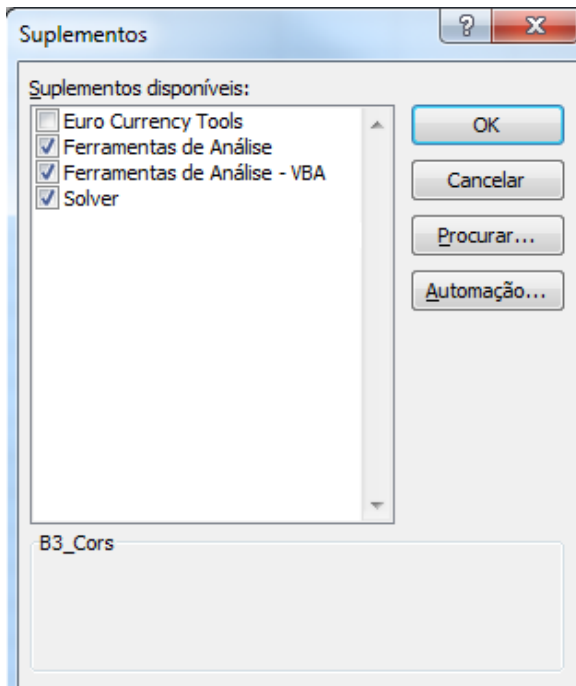 Suplementos
Suplementos disponíveis:
Euro Currency Tools
Ferramentas de Análise
Ferramentas de Análise - VBA
Solver
OK
Cancelar
Procurar...
Automação...
B3_Cors